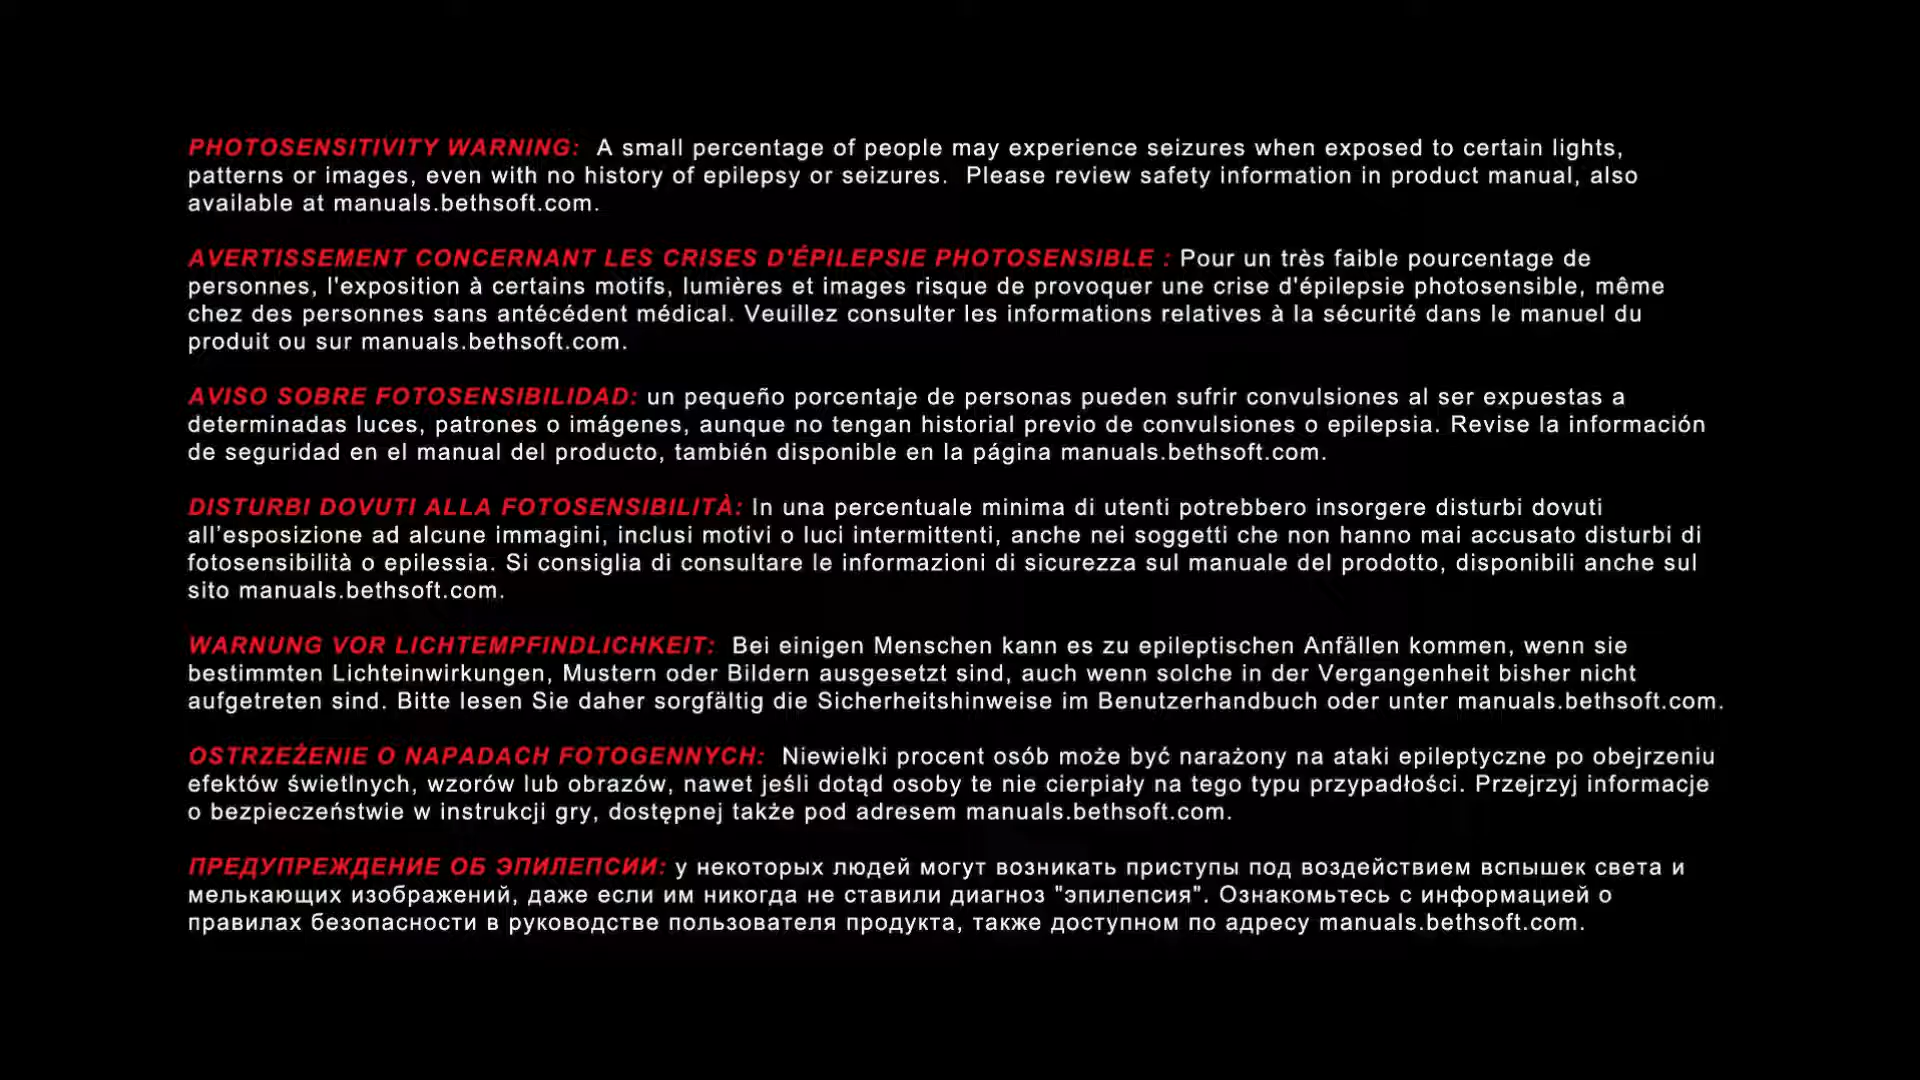 PHOTOSENSITIVITY WARNING:  A small percentage of people may experience seizures when exposed to certain lights,
patterns or images, even with no history of epilepsy or seizures.  Please review safety information in product manual, also
available at manuals.bethsoft.com.
AVERTISSEMENT CONCERNANT LES CRISES D'ÉPILEPSIE PHOTOSENSIBLE : Pour un très faible pourcentage de
personnes, l'exposition à certains motifs, lumières et images risque de provoquer une crise d'épilepsie photosensible, même
chez des personnes sans antécédent médical. Veuillez consulter les informations relatives à la sécurité dans le manuel du
produit ou sur manuals.bethsoft.com.
AVISO SOBRE FOTOSENSIBILIDAD: un pequeño porcentaje de personas pueden sufrir convulsiones al ser expuestas a
determinadas luces, patrones o imágenes, aunque no tengan historial previo de convulsiones o epilepsia. Revise la información
de seguridad en el manual del producto, también disponible en la página manuals.bethsoft.com.
DISTURBI DOVUTI ALLA FOTOSENSIBILITÀ: In una percentuale minima di utenti potrebbero insorgere disturbi dovuti
all’esposizione ad alcune immagini, inclusi motivi o luci intermittenti, anche nei soggetti che non hanno mai accusato disturbi di
fotosensibilità o epilessia. Si consiglia di consultare le informazioni di sicurezza sul manuale del prodotto, disponibili anche sul
sito manuals.bethsoft.com.
WARNUNG VOR LICHTEMPFINDLICHKEIT:  Bei einigen Menschen kann es zu epileptischen Anfällen kommen, wenn sie
bestimmten Lichteinwirkungen, Mustern oder Bildern ausgesetzt sind, auch wenn solche in der Vergangenheit bisher nicht
aufgetreten sind. Bitte lesen Sie daher sorgfältig die Sicherheitshinweise im Benutzerhandbuch oder unter manuals.bethsoft.com.
OSTRZEŻENIE O NAPADACH FOTOGENNYCH:  Niewielki procent osób może być narażony na ataki epileptyczne po obejrzeniu
efektów świetlnych, wzorów lub obrazów, nawet jeśli dotąd osoby te nie cierpiały na tego typu przypadłości. Przejrzyj informacje
o bezpieczeństwie w instrukcji gry, dostępnej także pod adresem manuals.bethsoft.com.
ПРЕДУПРЕЖДЕНИЕ ОБ ЭПИЛЕПСИИ: у некоторых людей могут возникать приступы под воздействием вспышек света и
мелькающих изображений, даже если им никогда не ставили диагноз "эпилепсия". Ознакомьтесь с информацией о
правилах безопасности в руководстве пользователя продукта, также доступном по адресу manuals.bethsoft.com.